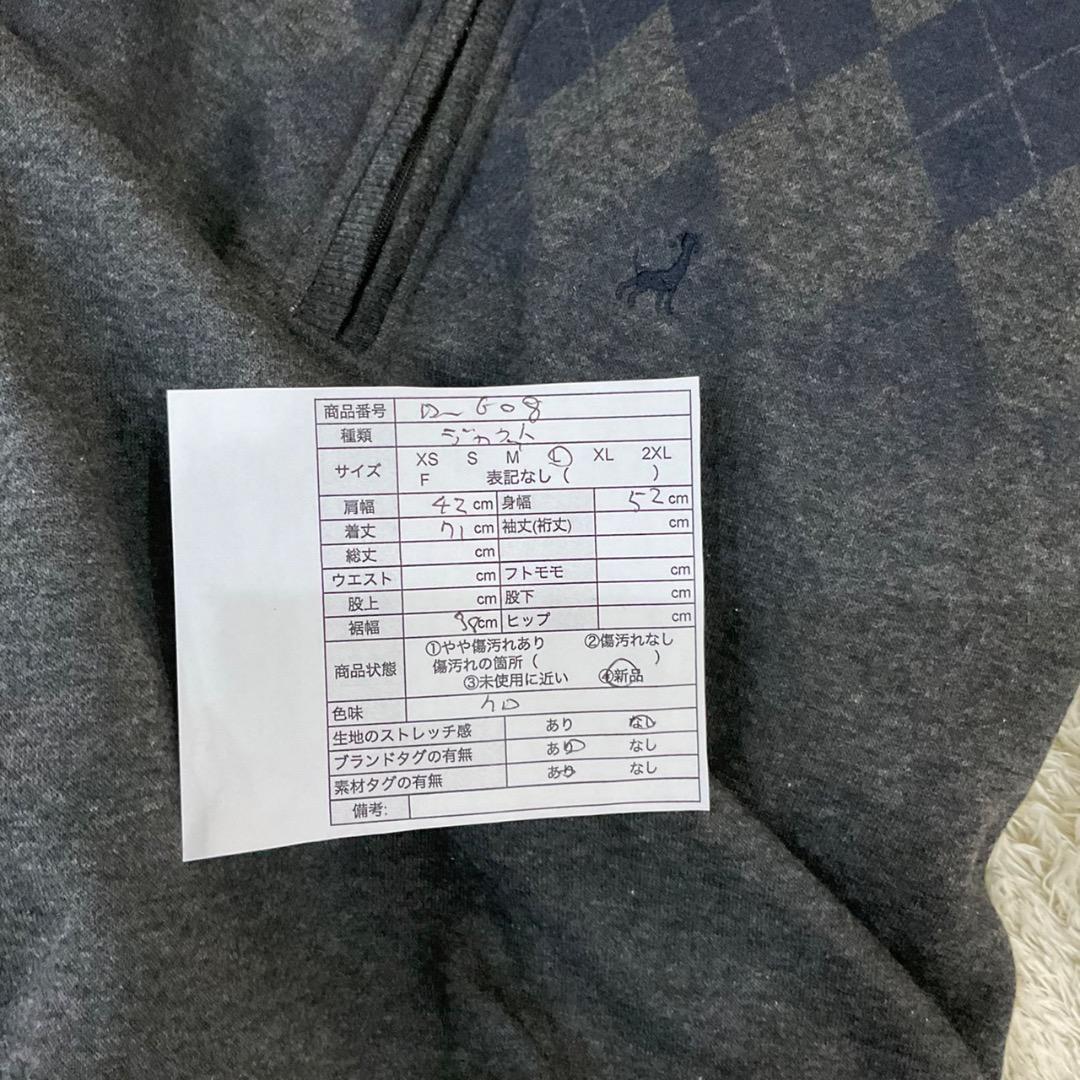 商品番号
種類 ジャケット
サイズ XS S M L XL 2XL
F 表記なし ( )
肩幅 42 cm 身幅 52 cm
着丈 71 cm 袖丈(裄丈) cm
総丈 cm
ウエスト cm フトモモ cm
股上 cm 股下 cm
裾幅 cm ヒップ cm
①やや傷汚れあり ②傷汚れなし
商品状態 傷汚れの箇所 ( )
③未使用に近い ④新品
色味 クロ
生地のストレッチ感 あり なし
ブランドタグの有無 あり なし
素材タグの有無 あり なし
備考: